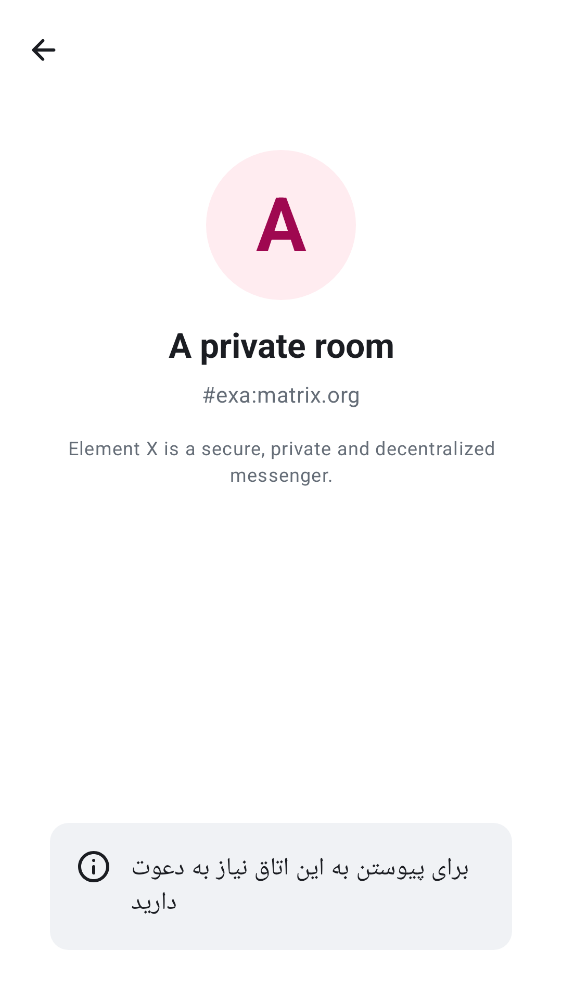 A
A private room
#exa:matrix.org
Element X is a secure, private and decentralized
messenger.
برای پیوستن به این اتاق نیاز به دعوت
دارید